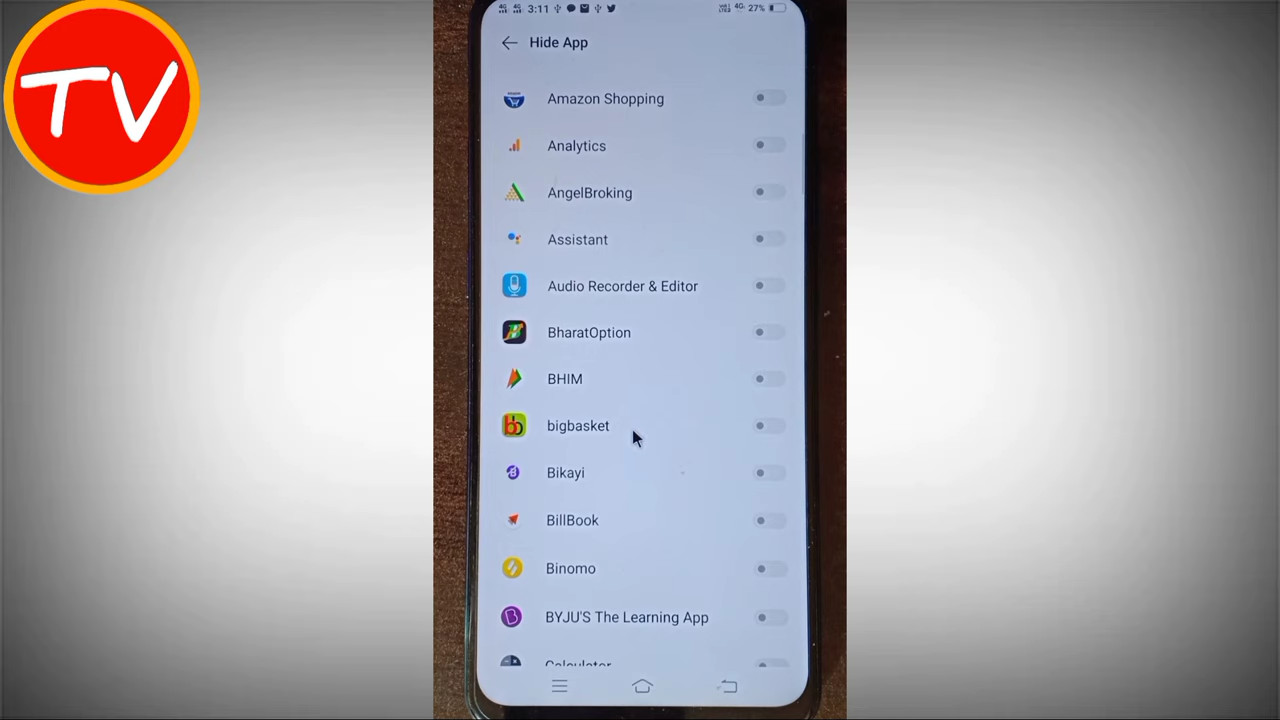 TV
3:11
4G
27%
Hide App
Amazon Shopping
Analytics
AngelBroking
Assistant
Audio Recorder & Editor
BharatOption
BHIM
bigbasket
Bikayi
BillBook
Binomo
BYJU'S The Learning App
Calculator